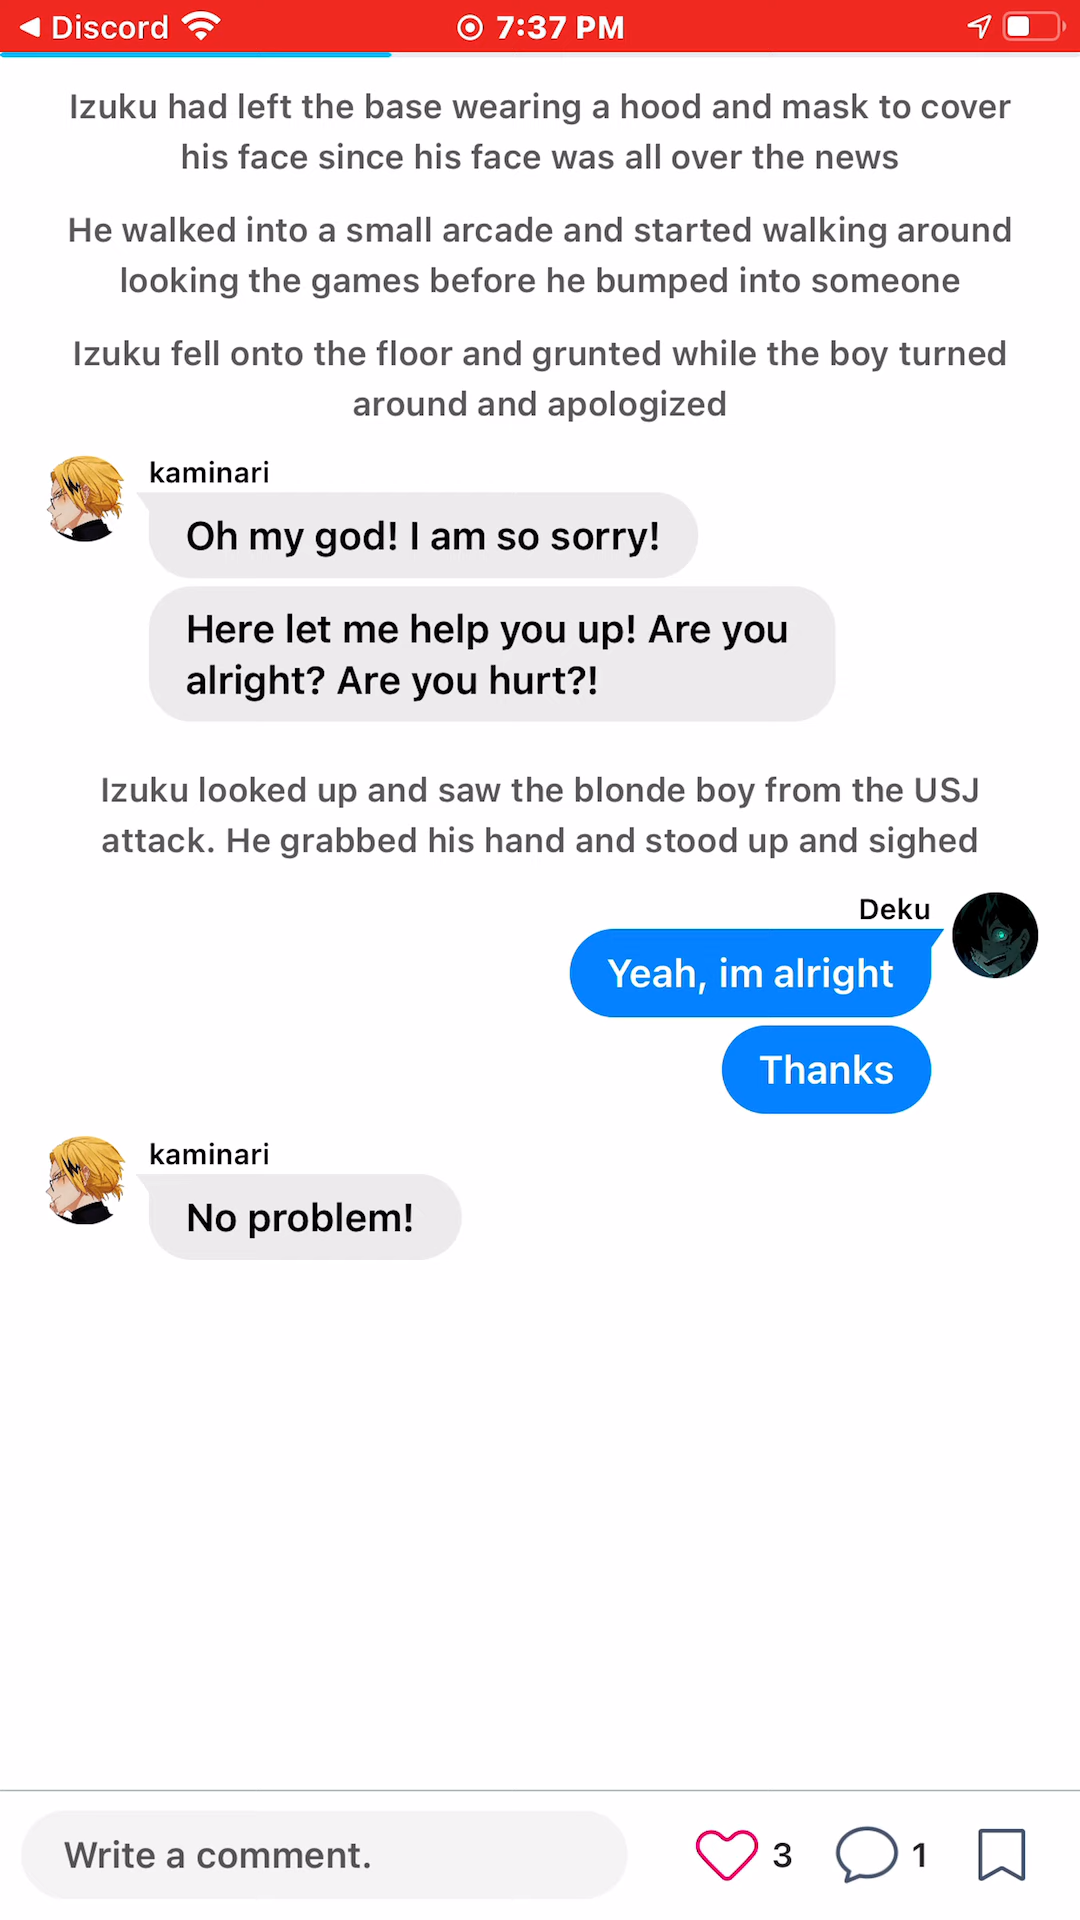 Discord 7:37 PM
Izuku had left the base wearing a hood and mask to cover
his face since his face was all over the news
He walked into a small arcade and started walking around
looking the games before he bumped into someone
Izuku fell onto the floor and grunted while the boy turned
around and apologized
kaminari
Oh my god! I am so sorry!
Here let me help you up! Are you
alright? Are you hurt?!
Izuku looked up and saw the blonde boy from the USJ
attack. He grabbed his hand and stood up and sighed
Deku
Yeah, im alright
Thanks
kaminari
No problem!
Write a comment. 3 1